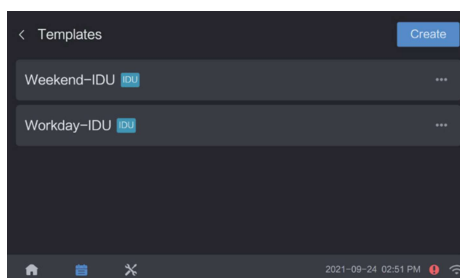 Templates
Create
Weekend-IDU IDU
Workday-IDU IDU
2021-09-24 02:51 PM